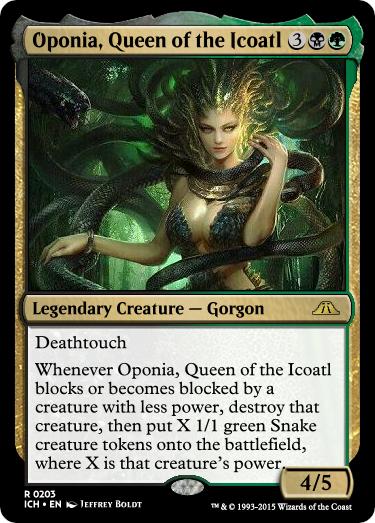 Oponia, Queen of the Icoatl 3
Legendary Creature — Gorgon
Deathtouch
Whenever Oponia, Queen of the Icoatl
blocks or becomes blocked by a
creature with less power, destroy that
creature, then put X 1/1 green Snake
creature tokens onto the battlefield,
where X is that creature's power.
4/5
R 0203
ICH • EN Jeffrey Boldt
™ & © 1993-2015 Wizards of the Coast